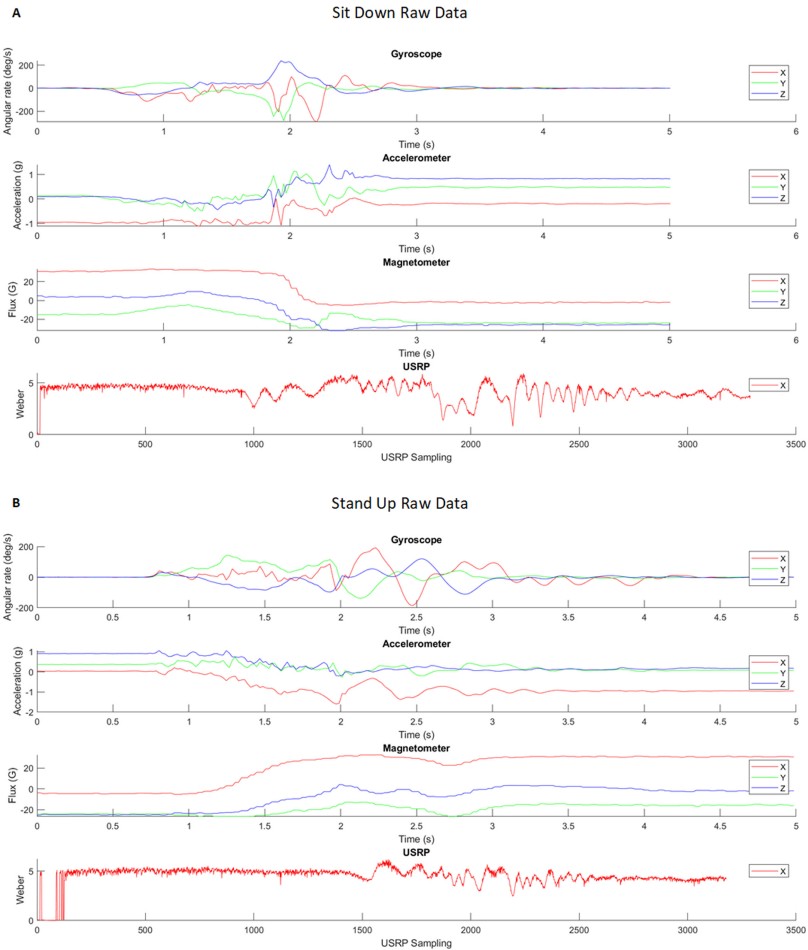 A
Sit Down Raw Data
Gyroscope
Angular rate (deg/s)
200
0
-200
X
Y
Z
0 1 2 3 4 5 6
Time (s)
Accelerometer
Acceleration (g)
1
0
-1
X
Y
Z
0 1 2 3 4 5 6
Time (s)
Magnetometer
Flux (G)
20
0
-20
X
Y
Z
0 1 2 3 4 5 6
Time (s)
USRP
Weber
5
0
X
0 500 1000 1500 2000 2500 3000 3500
USRP Sampling
B
Stand Up Raw Data
Gyroscope
Angular rate (deg/s)
200
0
-200
X
Y
Z
0 0.5 1 1.5 2 2.5 3 3.5 4 4.5 5
Time (s)
Accelerometer
Acceleration (g)
1
0
-1
-2
X
Y
Z
0 0.5 1 1.5 2 2.5 3 3.5 4 4.5 5
Time (s)
Magnetometer
Flux (G)
20
0
-20
X
Y
Z
0 0.5 1 1.5 2 2.5 3 3.5 4 4.5 5
Time (s)
USRP
Weber
5
0
X
0 500 1000 1500 2000 2500 3000 3500
USRP Sampling